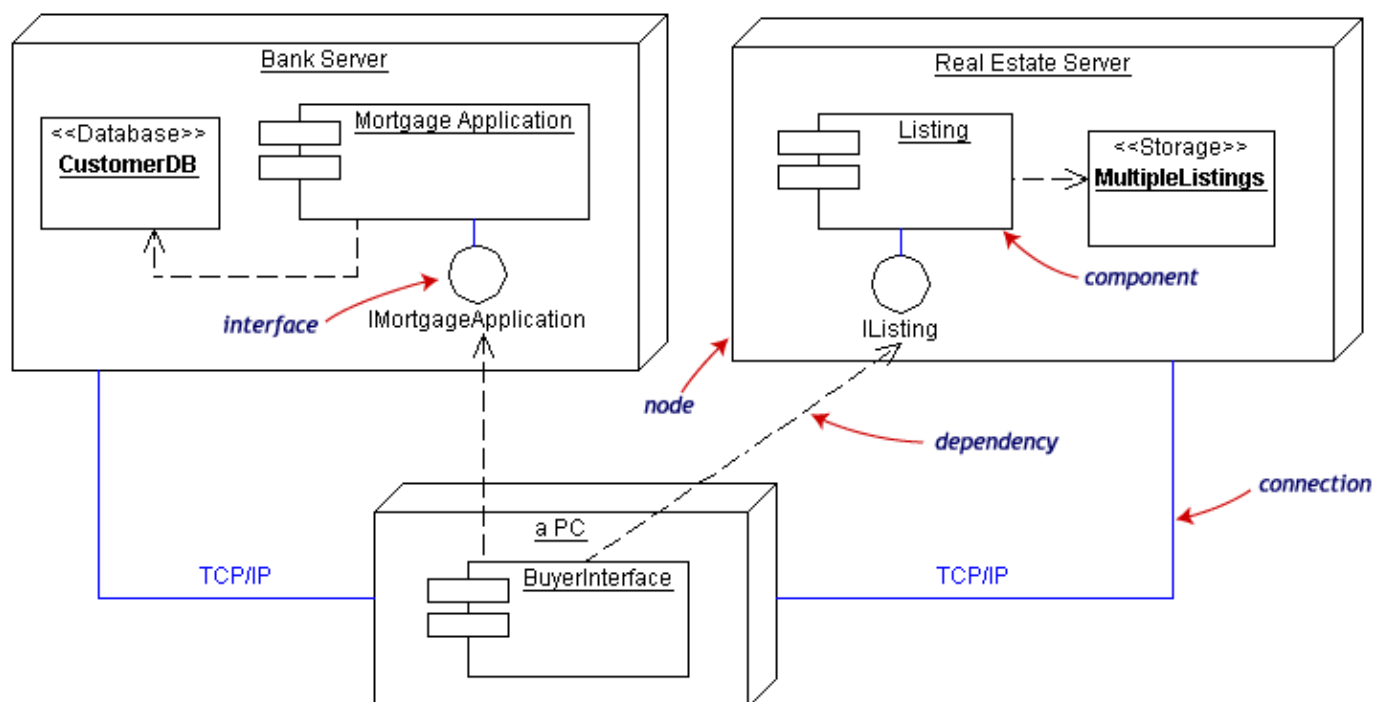 Bank Server
<<Database>>
CustomerDB
Mortgage Application
interface
IMortgageApplication
Real Estate Server
Listing
<<Storage>>
MultipleListings
component
IListing
node
dependency
connection
a PC
BuyerInterface
TCP/IP
TCP/IP